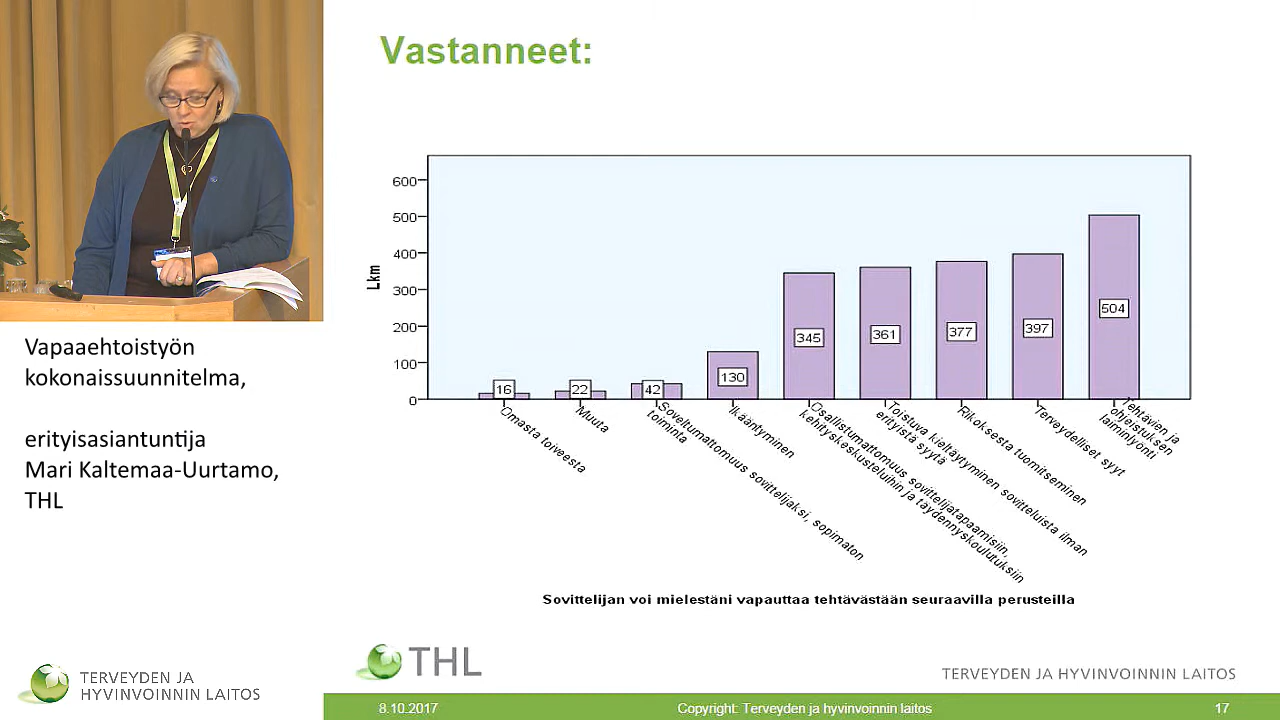 Vastanneet:
Lkm
600
500
400
300
200
100
0
16
22
42
130
345
361
377
397
504
Omasta toiveesta
Muuta
Soveltumattomuus sovittelijaksi, sopimaton
toiminta
Ikääntyminen
Osallistumattomuus sovittelijatapaamisiin,
kehityskeskusteluihin ja täydennyskoulutuksiin
Toistuva kieltäytyminen sovitteluista ilman
erityistä syytä
Rikoksesta tuomitseminen
Terveydelliset syyt
Tehtävien ja
ohjeistuksen
laiminlyönti
Sovittelijan voi mielestäni vapauttaa tehtävästään seuraavilla perusteilla
Vapaaehtoistyön
kokonaissuunnitelma,
erityisasiantuntija
Mari Kaltemaa-Uurtamo,
THL
TERVEYDEN JA
HYVINVOINNIN LAITOS
THL
TERVEYDEN JA HYVINVOINNIN LAITOS
8.10.2017
Copyright: Terveyden ja hyvinvoinnin laitos
17